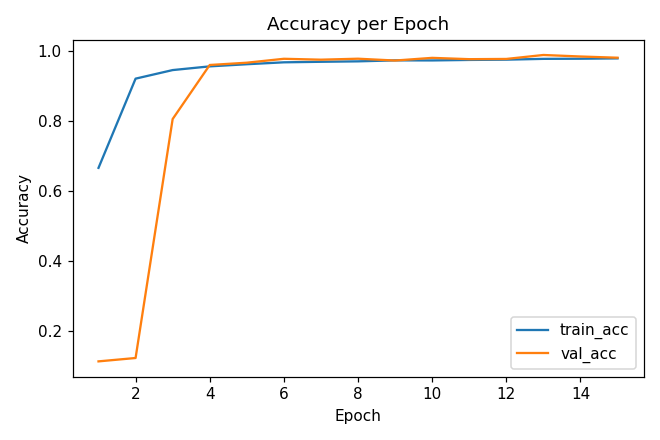 Accuracy per Epoch
1.0
0.8
0.6
0.4
0.2
Accuracy
train_acc
val_acc
2 4 6 8 10 12 14
Epoch